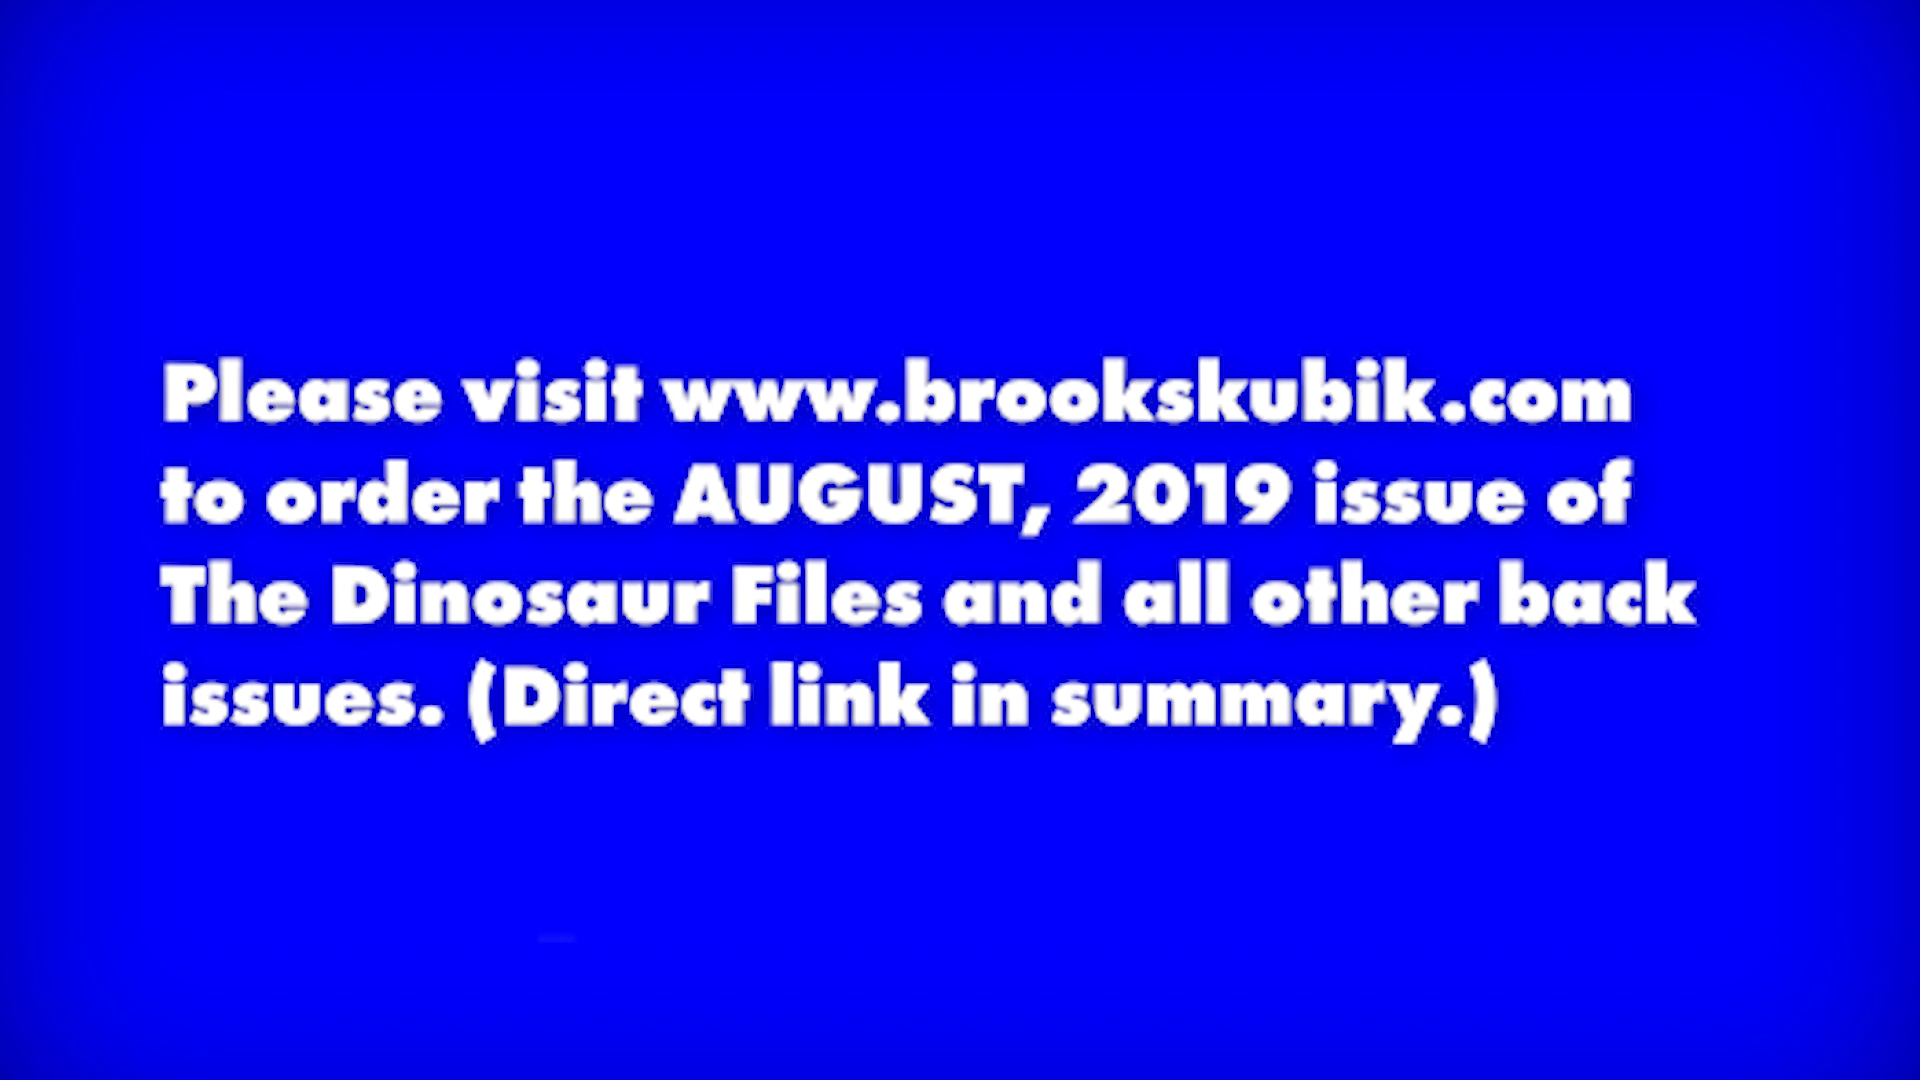 Please visit www.brookskubik.com
to order the AUGUST, 2019 issue of
The Dinosaur Files and all other back
issues. (Direct link in summary.)